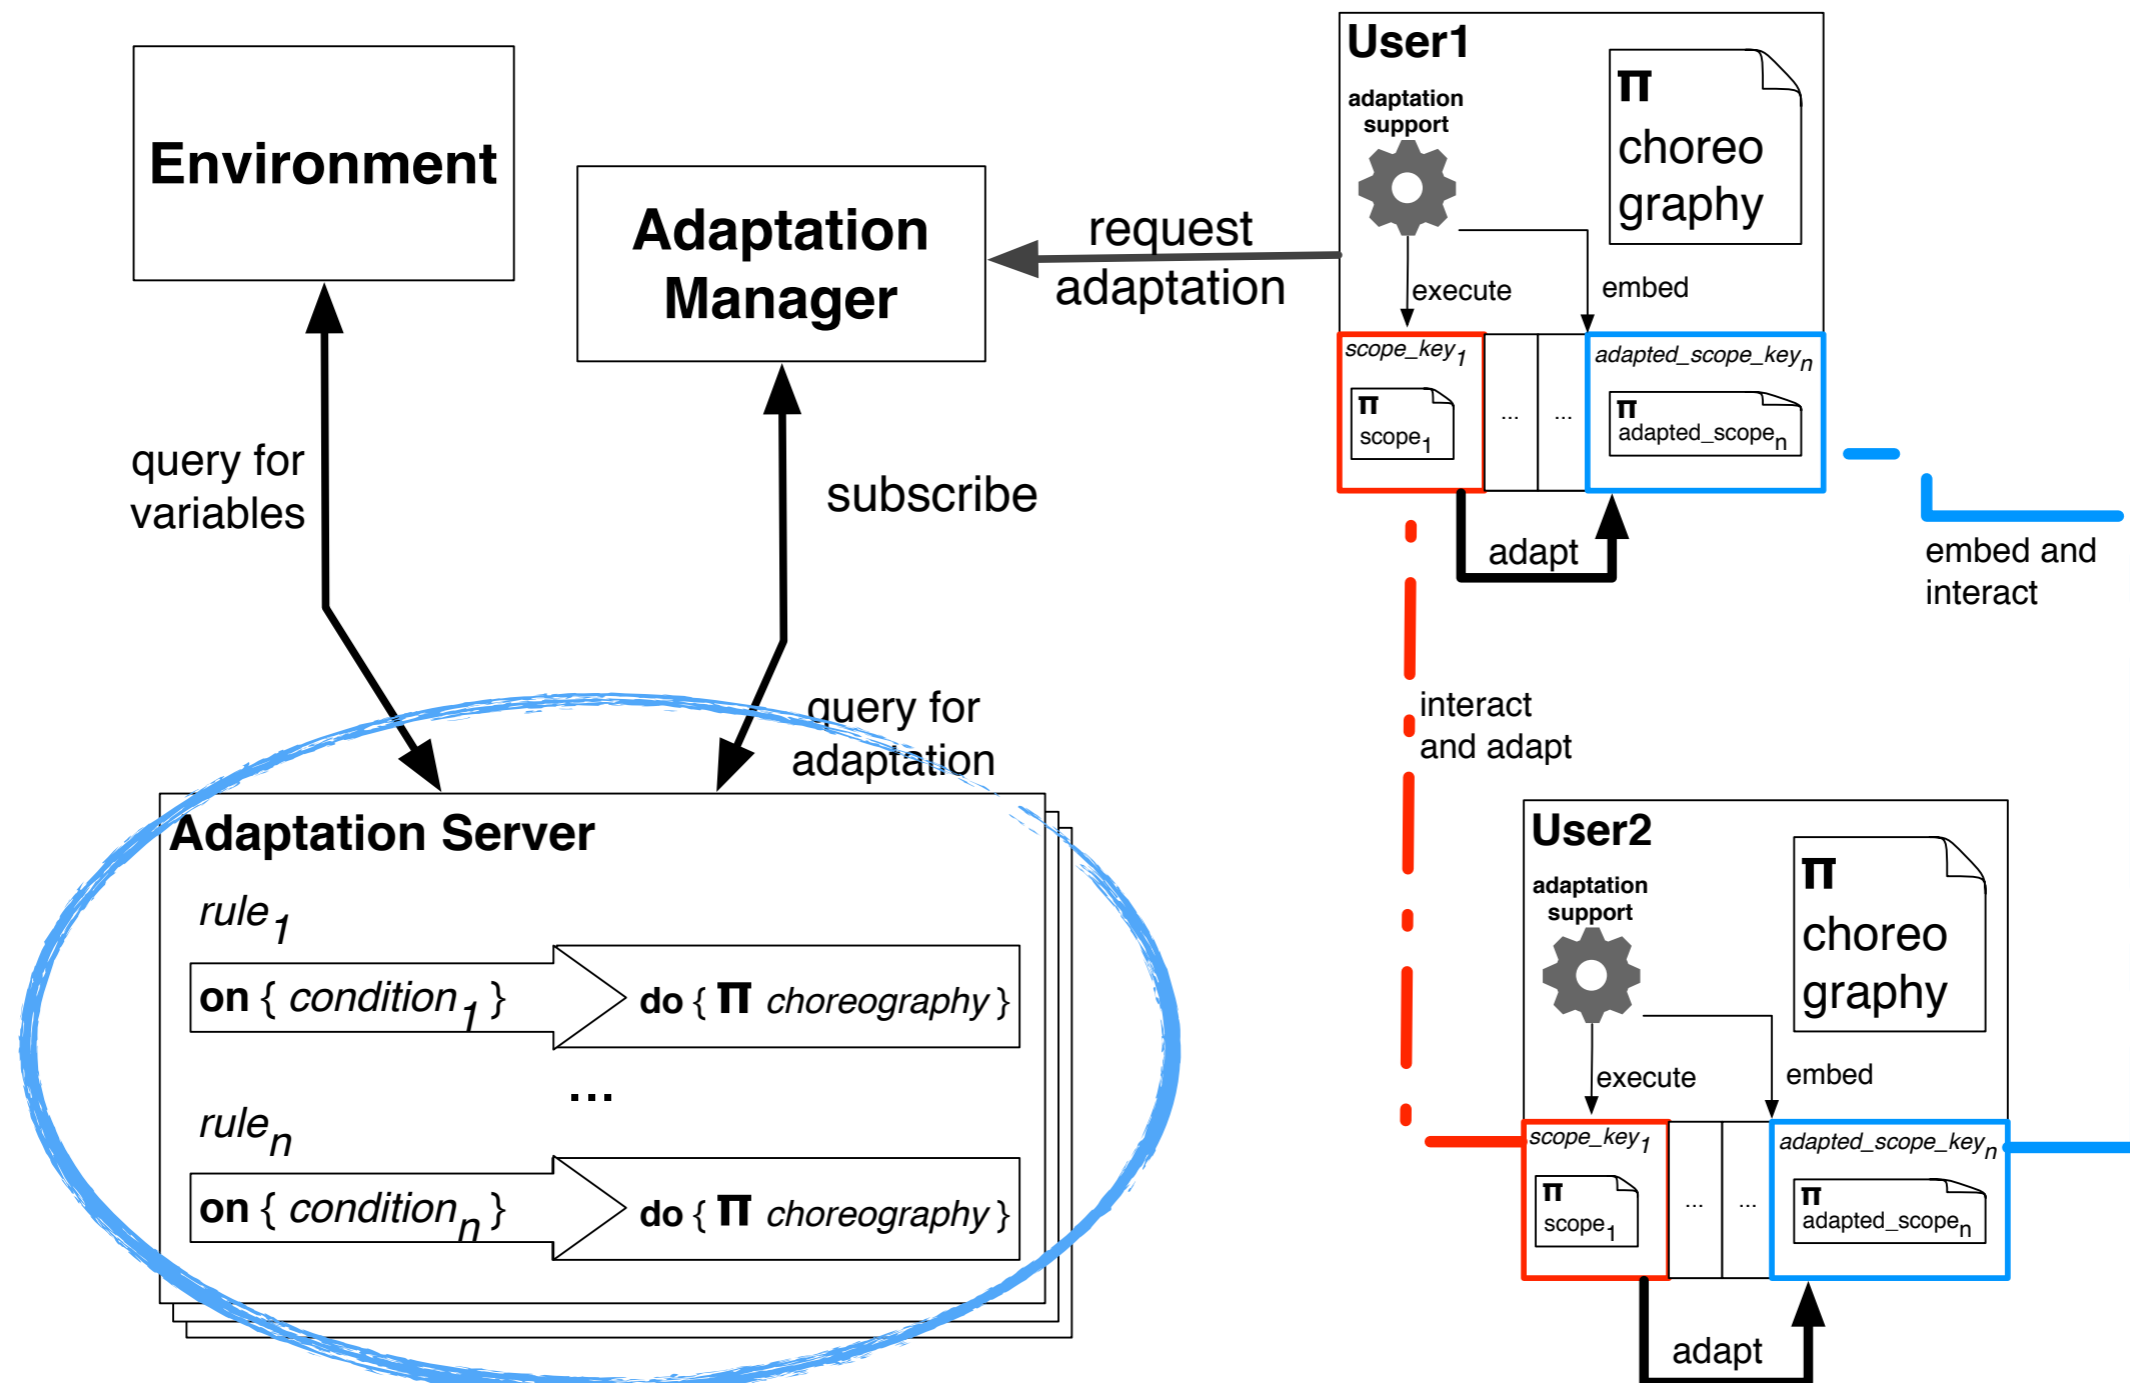 Environment
Adaptation
Manager
request
adaptation
query for
variables
subscribe
query for
adaptation
Adaptation Server
rule1
on { condition1 }
do { π choreography }
...
rulen
on { conditionn }
do { π choreography }
User1
adaptation
support
π
choreo
graphy
execute
embed
scope_key1
π
scope1
...
...
adapted_scope_keyn
π
adapted_scopen
adapt
embed and
interact
interact
and adapt
User2
adaptation
support
π
choreo
graphy
execute
embed
scope_key1
π
scope1
...
...
adapted_scope_keyn
π
adapted_scopen
adapt